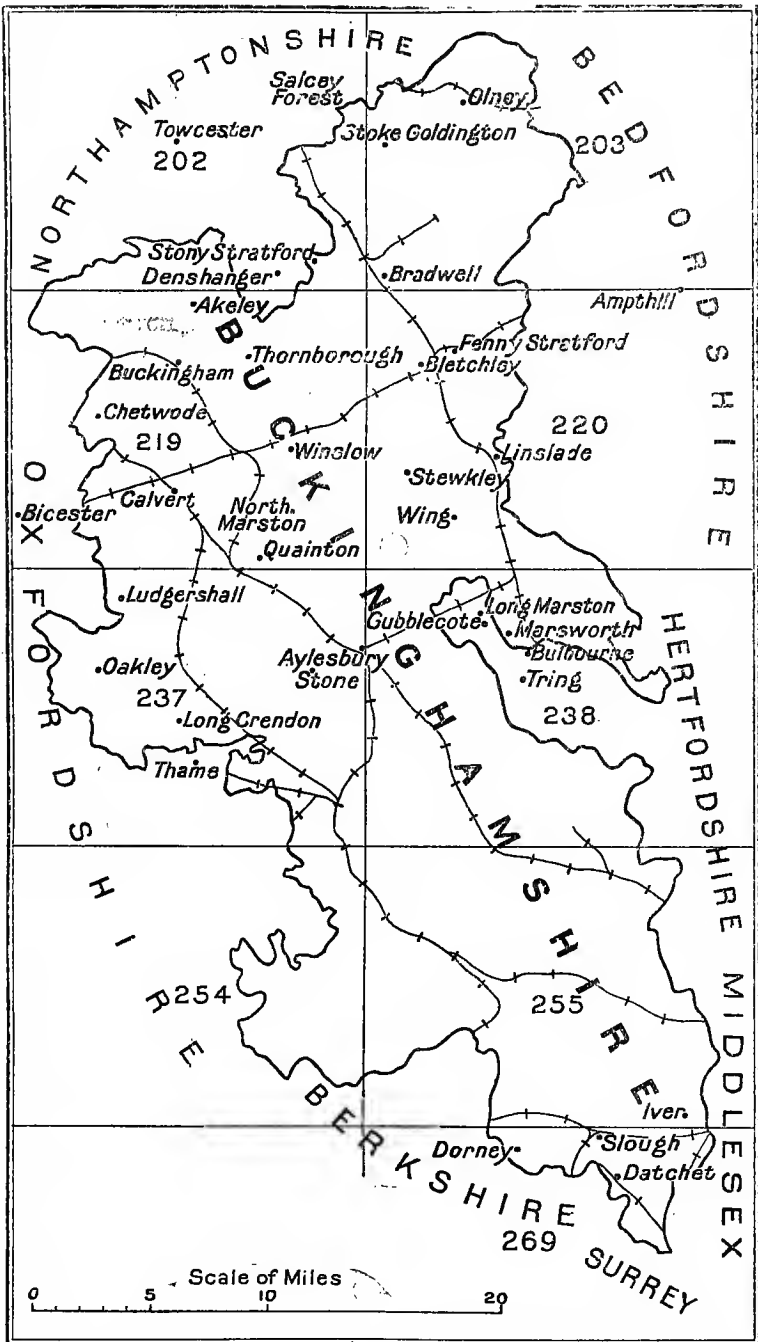 NORTHAMPTONSHIRE
BEDFORDSHIRE
Salcey
Forest
Olney
Towcester
202
Stoke Goldington
203
Stony Stratford
Denshanger
Bradwell
Akeley
Ampthill
BUCKINGHAMSHIRE
Fenny Stratford
Thornborough
Bletchley
Buckingham
Chetwode
219
220
Winslow
Linslade
Stewkley
OXFORDSHIRE
Calvert
Bicester
North
Marston
Wing
Quainton
Ludgershall
Long Marston
Gubblecote
Marsworth
HERTFORDSHIRE
Bulbourne
Aylesbury
Stone
Oakley
Tring
237
238
Long Crendon
Thame
254
255
MIDDLESEX
Iver
BERKSHIRE
Slough
Dorney
Datchet
269
SURREY
Scale of Miles
0 5 10 20